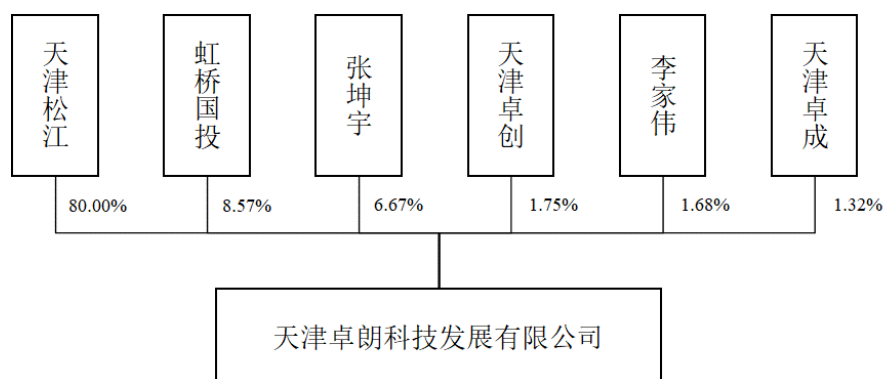 天津松江
虹桥国投
张坤宇
天津卓创
李家伟
天津卓成
80.00%
8.57%
6.67%
1.75%
1.68%
1.32%
天津卓朗科技发展有限公司